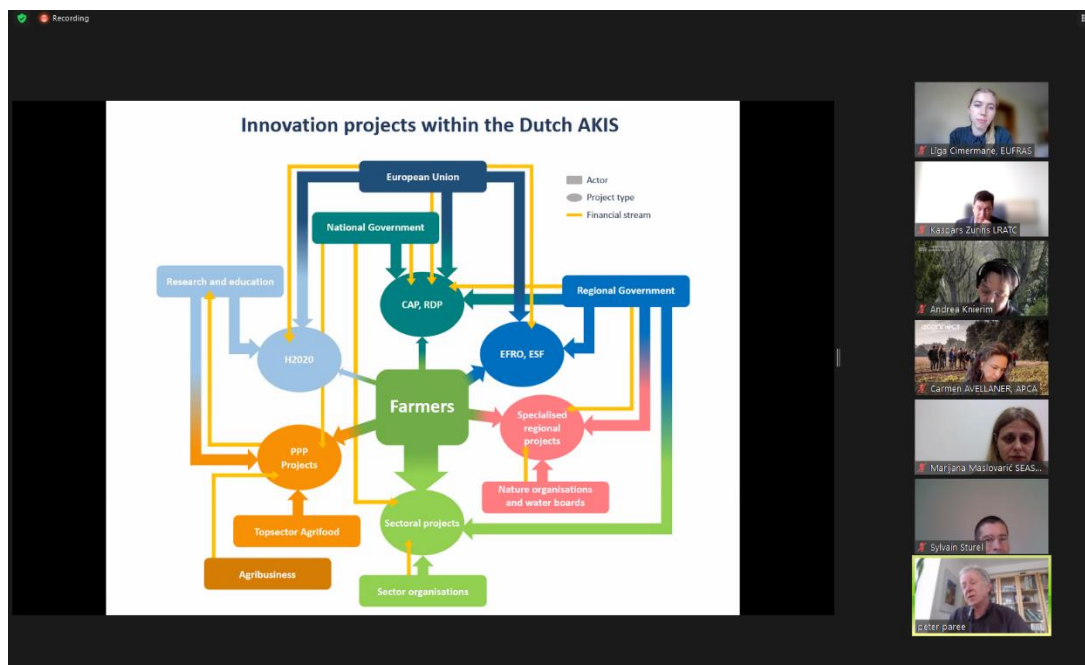 Recording
Innovation projects within the Dutch AKIS
European Union
Actor
Project type
Financial stream
National Government
Research and education
Regional Government
CAP, RDP
H2020
EFRO, ESF
Farmers
Specialised
regional
projects
PPP
Projects
Nature organisations
and water boards
Topsector Agrifood
Sectoral projects
Agribusiness
Sector organisations
Līga Cimermane, EUFRAS
Kaspars Žūriņš LRATC
Andrea Knierim
Carmen AVELLANER, APCA
Marijana Maslovarić SEAS...
Sylvain Sturel
peter paree